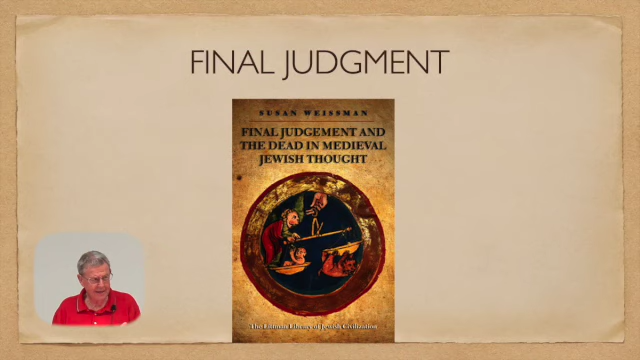 FINAL JUDGMENT
SUSAN WEISSMAN
FINAL JUDGEMENT AND
THE DEAD IN MEDIEVAL
JEWISH THOUGHT
The Littman Library of Jewish Civilization